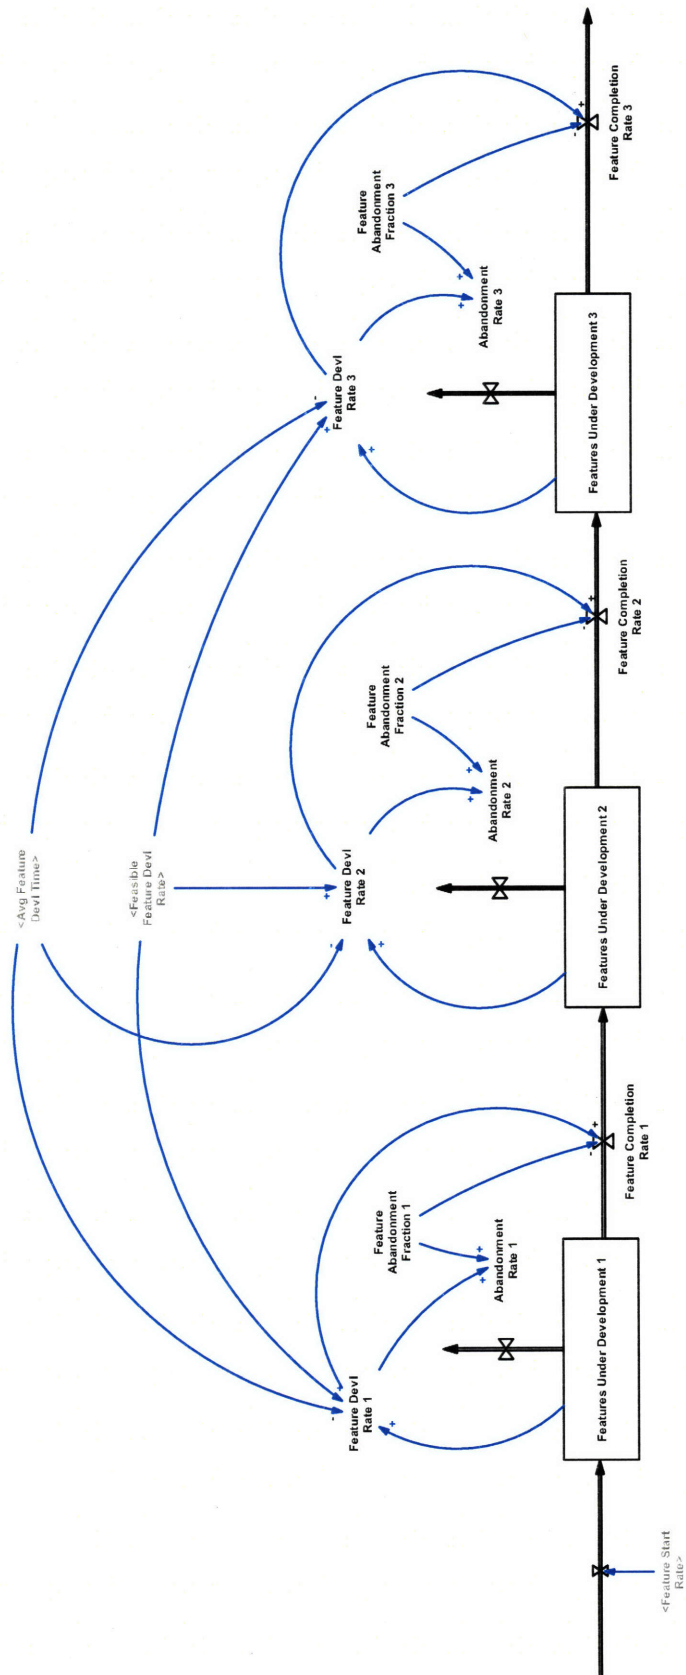 <Avg Feature
Devl Time>
<Feasible
Feature Devl
Rate>
Feature Devl
Rate 1
Feature Devl
Rate 2
Feature Devl
Rate 3
Feature
Abandonment
Fraction 1
Feature
Abandonment
Fraction 2
Feature
Abandonment
Fraction 3
Abandonment
Rate 1
Abandonment
Rate 2
Abandonment
Rate 3
<Feature Start
Rate>
Features Under Development 1
Feature Completion
Rate 1
Features Under Development 2
Feature Completion
Rate 2
Features Under Development 3
Feature Completion
Rate 3